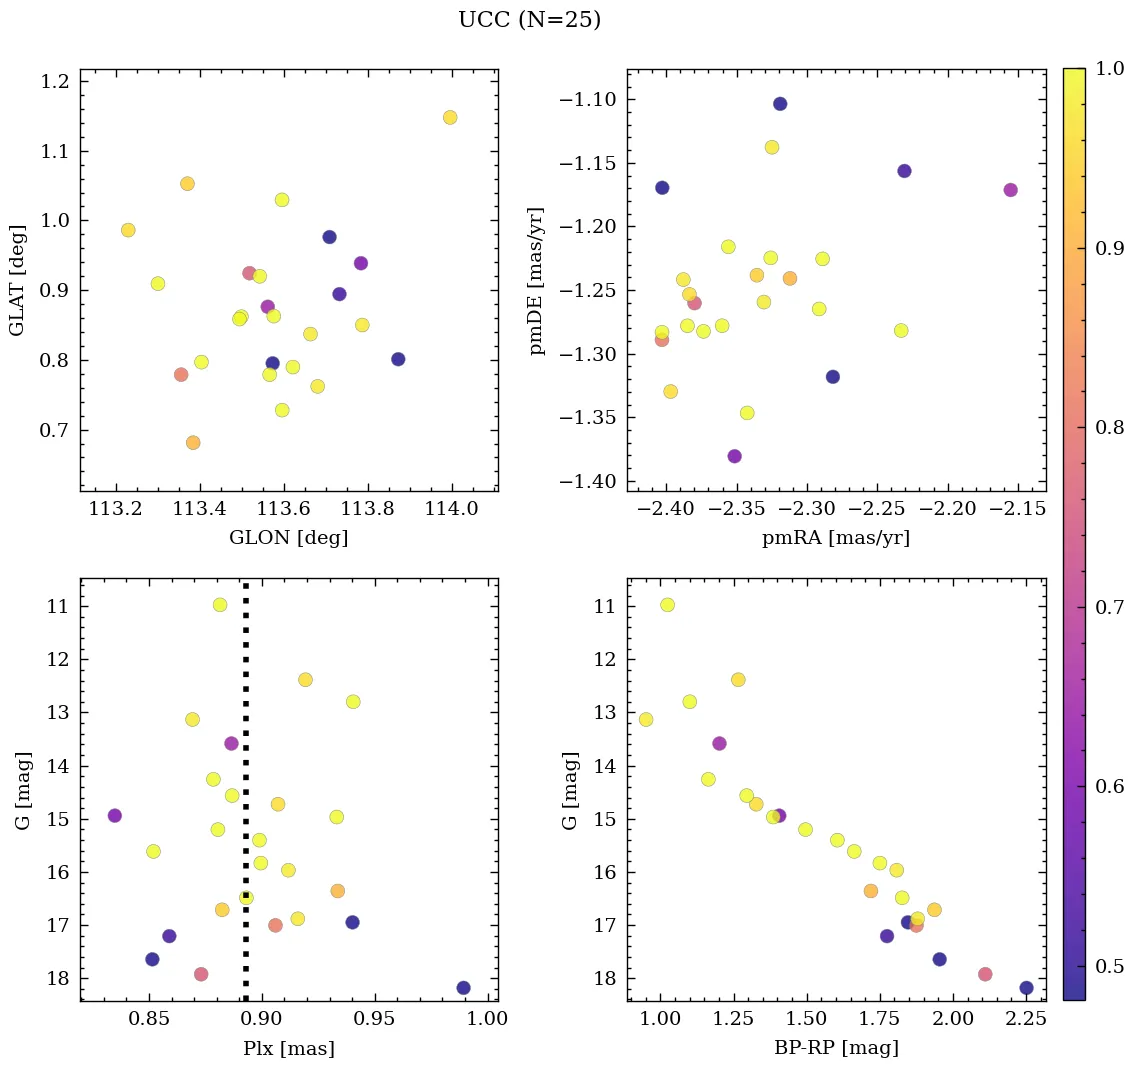 UCC (N=25)
1.2
1.1
1.0
0.9
0.8
0.7
GLAT [deg]
113.2 113.4 113.6 113.8 114.0
GLON [deg]
−1.10
−1.15
−1.20
−1.25
−1.30
−1.35
−1.40
pmDE [mas/yr]
−2.40 −2.35 −2.30 −2.25 −2.20 −2.15
pmRA [mas/yr]
11
12
13
14
15
16
17
18
G [mag]
0.85 0.90 0.95 1.00
Plx [mas]
11
12
13
14
15
16
17
18
G [mag]
1.00 1.25 1.50 1.75 2.00 2.25
BP-RP [mag]
1.0
0.9
0.8
0.7
0.6
0.5